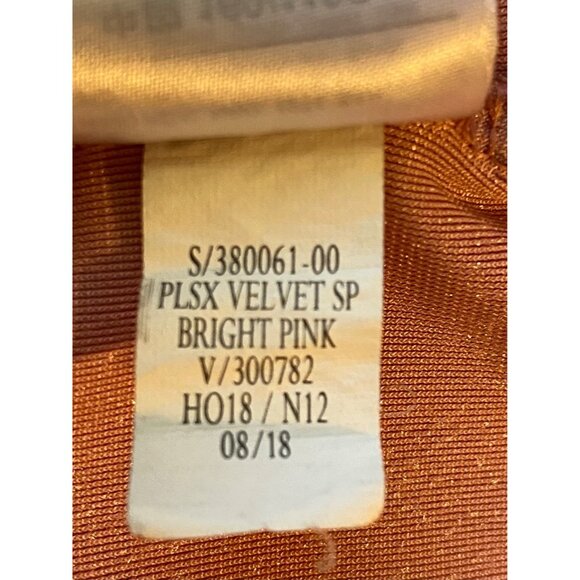 S/380061-00
PLSX VELVET SP
BRIGHT PINK
V/300782
HO18 / N12
08/18